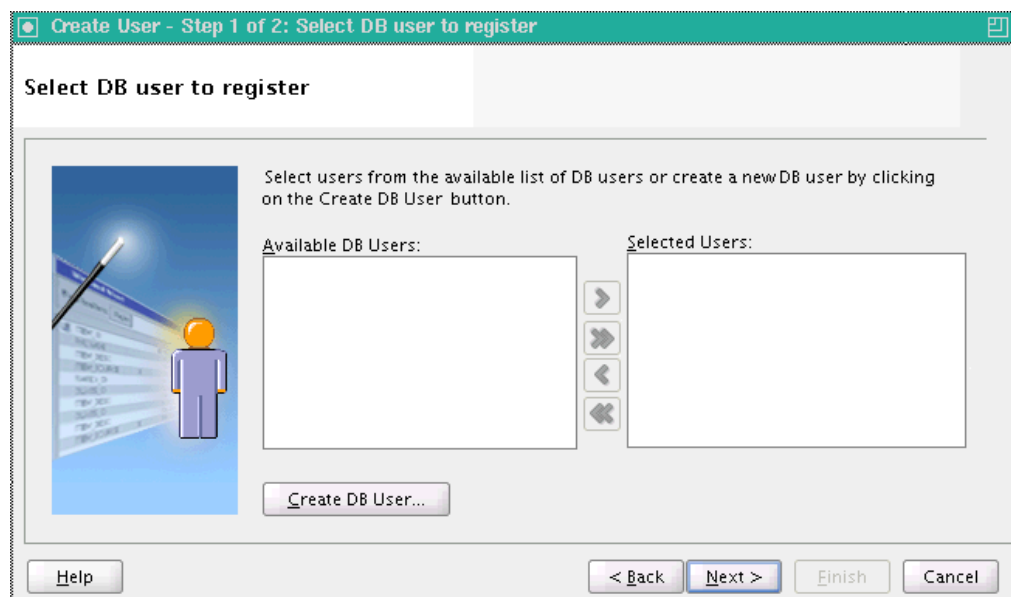 Create User - Step 1 of 2: Select DB user to register
Select DB user to register
Select users from the available list of DB users or create a new DB user by clicking
on the Create DB User button.
Available DB Users:
Selected Users:
Create DB User...
Help
< Back
Next >
Finish
Cancel